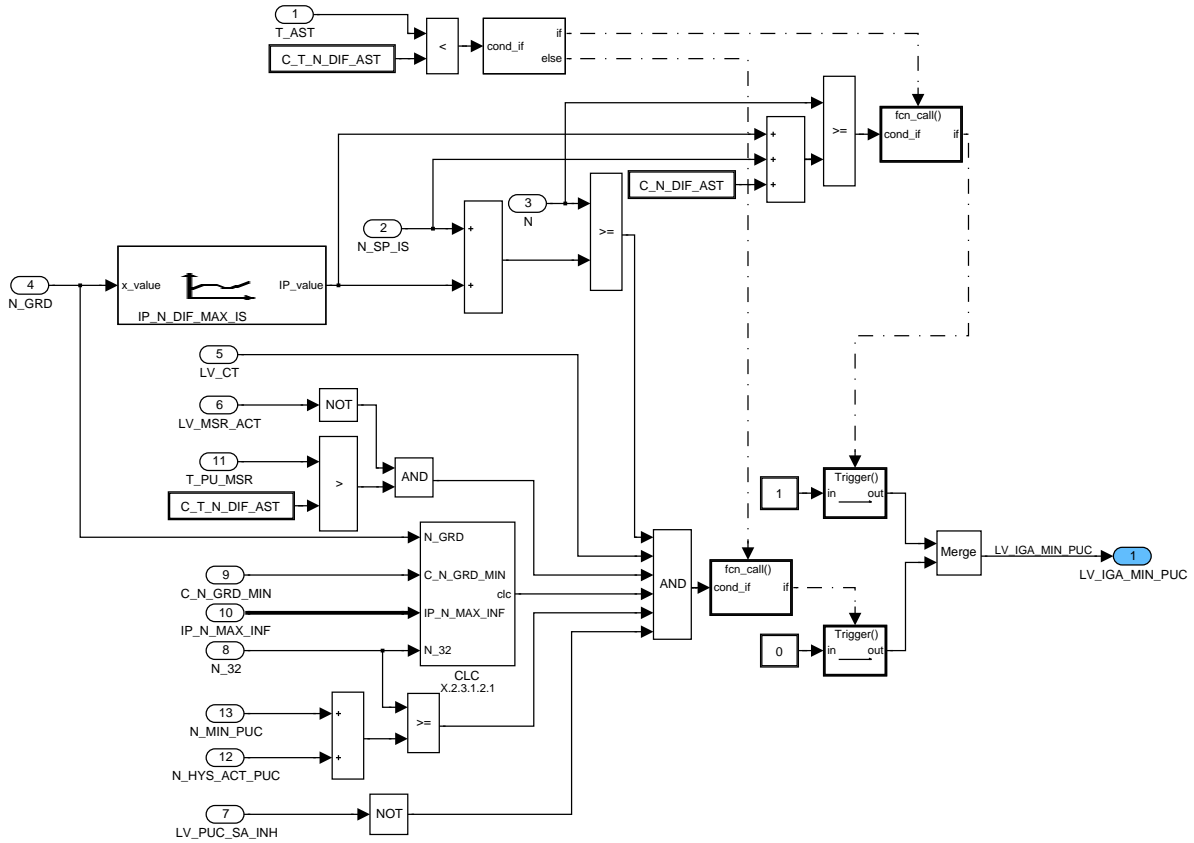 1
T_AST
C_T_N_DIF_AST
<
cond_if
if
else
fcn_call()
cond_if
if
>=
+
+
+
C_N_DIF_AST
3
N
>=
2
N_SP_IS
+
+
4
N_GRD
x_value
IP_value
IP_N_DIF_MAX_IS
5
LV_CT
6
LV_MSR_ACT
NOT
11
T_PU_MSR
C_T_N_DIF_AST
>
AND
Trigger()
1
in
out
N_GRD
C_N_GRD_MIN
clc
IP_N_MAX_INF
N_32
CLC
X.2.3.1.2.1
9
C_N_GRD_MIN
10
IP_N_MAX_INF
8
N_32
AND
fcn_call()
cond_if
if
Merge
LV_IGA_MIN_PUC
1
LV_IGA_MIN_PUC
Trigger()
0
in
out
13
N_MIN_PUC
+
+
>=
12
N_HYS_ACT_PUC
7
LV_PUC_SA_INH
NOT